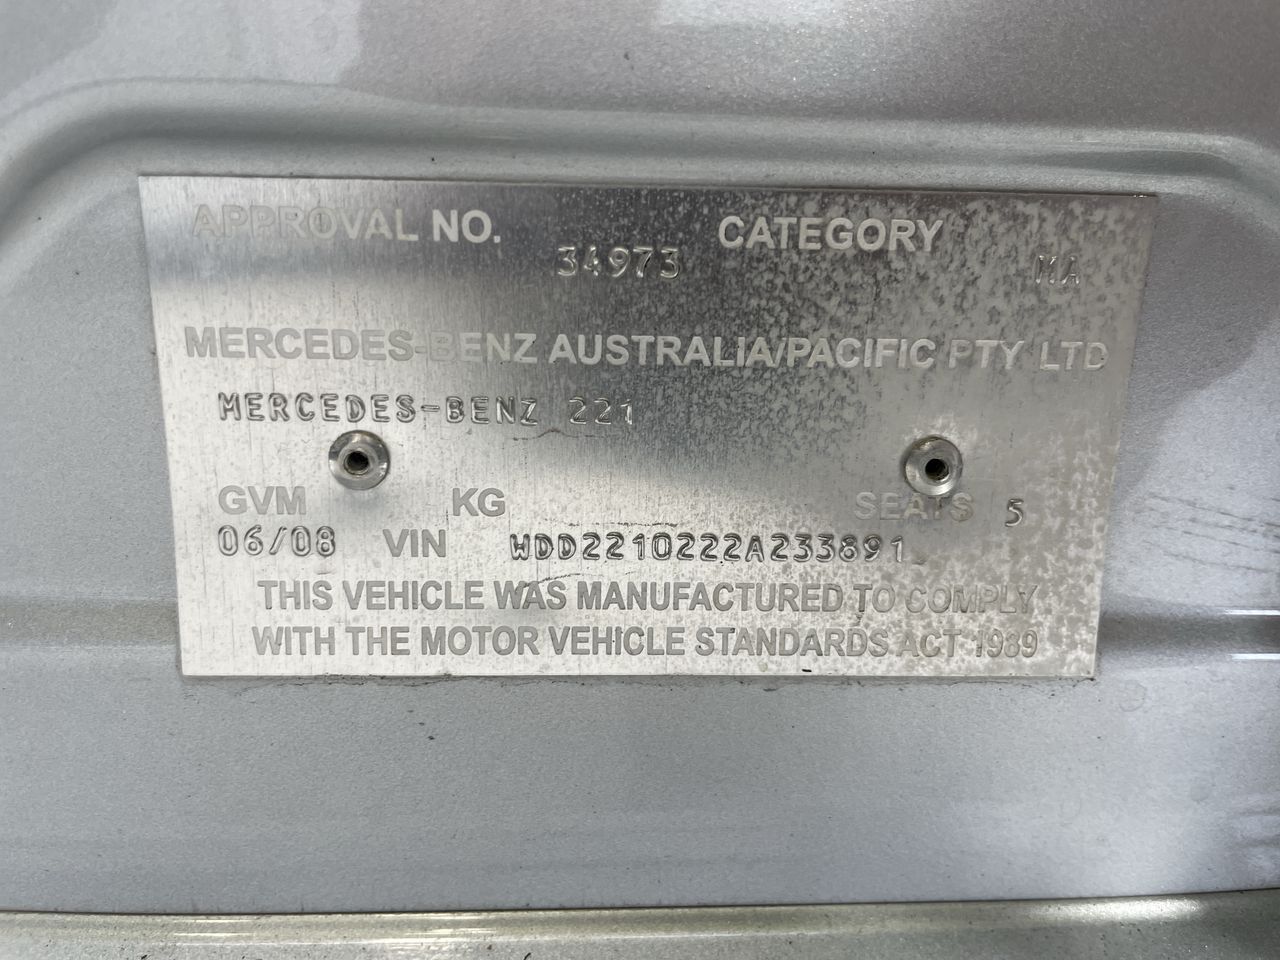 APPROVAL NO. 34973 CATEGORY MA
MERCEDES-BENZ AUSTRALIA/PACIFIC PTY LTD
MERCEDES-BENZ 221
GVM KG SEATS 5
06/08 VIN WDD2210222A233891
THIS VEHICLE WAS MANUFACTURED TO COMPLY
WITH THE MOTOR VEHICLE STANDARDS ACT 1989